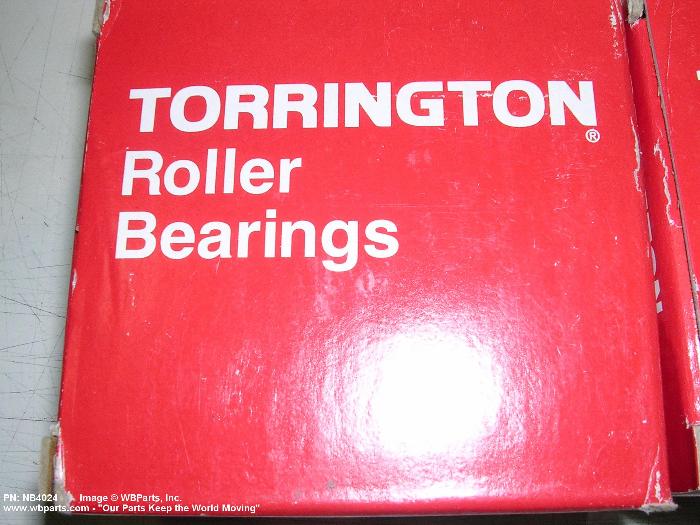 TORRINGTON®
Roller
Bearings
PN: NB4024 Image © WBParts, Inc.
www.wbparts.com - "Our Parts Keep the World Moving"